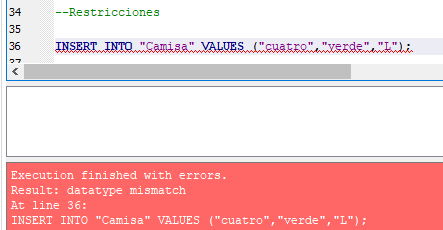 34 --Restricciones
35
36 INSERT INTO "Camisa" VALUES ("cuatro","verde","L");
37
Execution finished with errors.
Result: datatype mismatch
At line 36:
INSERT INTO "Camisa" VALUES ("cuatro","verde","L");